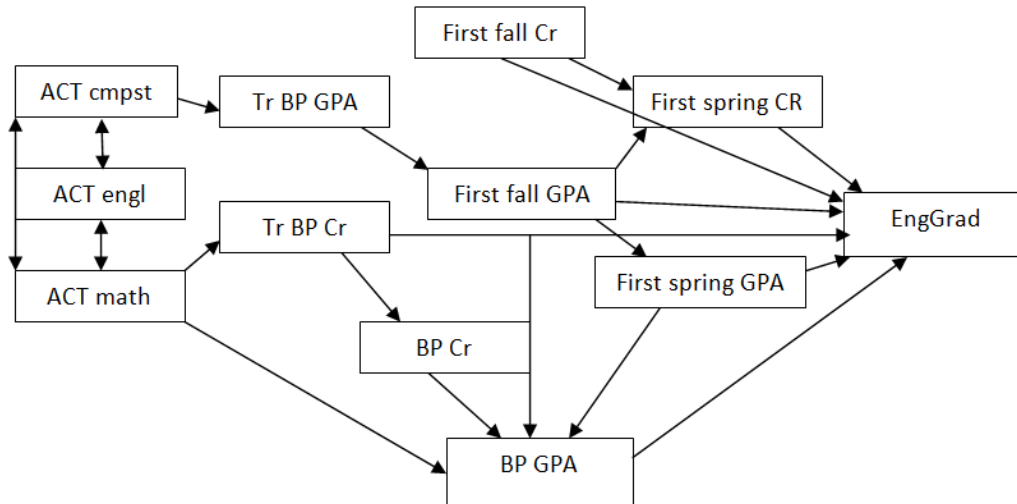 First fall Cr
ACT cmpst
Tr BP GPA
First spring CR
ACT engl
First fall GPA
Tr BP Cr
EngGrad
ACT math
First spring GPA
BP Cr
BP GPA